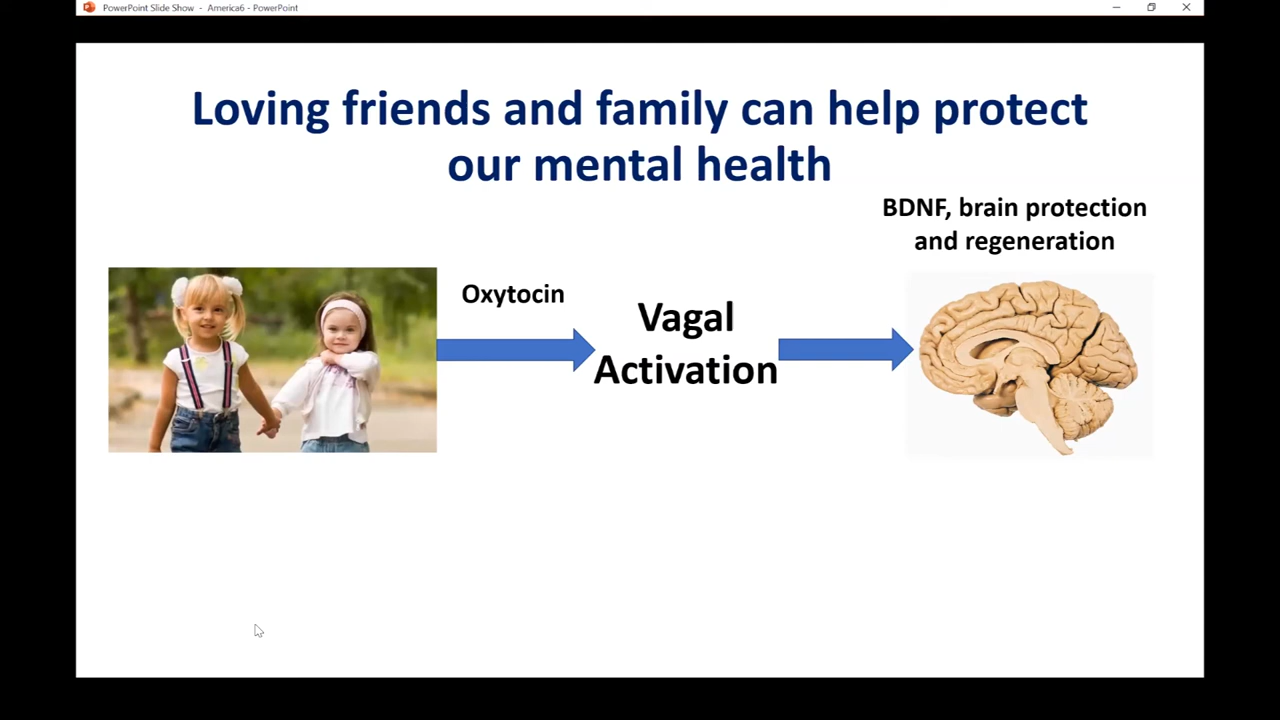 PowerPoint Slide Show - America6 - PowerPoint
Loving friends and family can help protect
our mental health
BDNF, brain protection
and regeneration
Oxytocin
Vagal
Activation